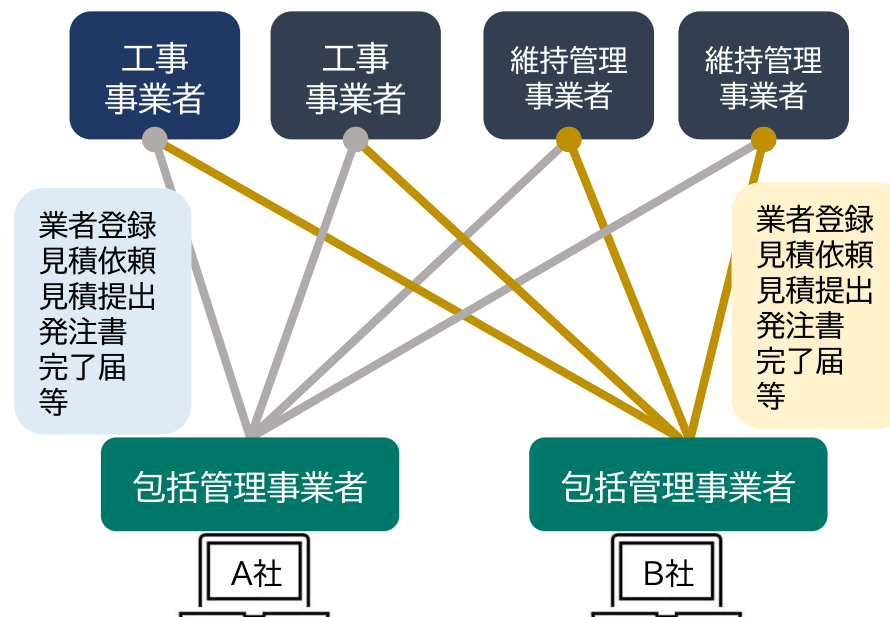 工事
事業者
工事
事業者
維持管理
事業者
維持管理
事業者
業者登録
見積依頼
見積提出
発注書
完了届
等
業者登録
見積依頼
見積提出
発注書
完了届
等
包括管理事業者
包括管理事業者
A社
B社